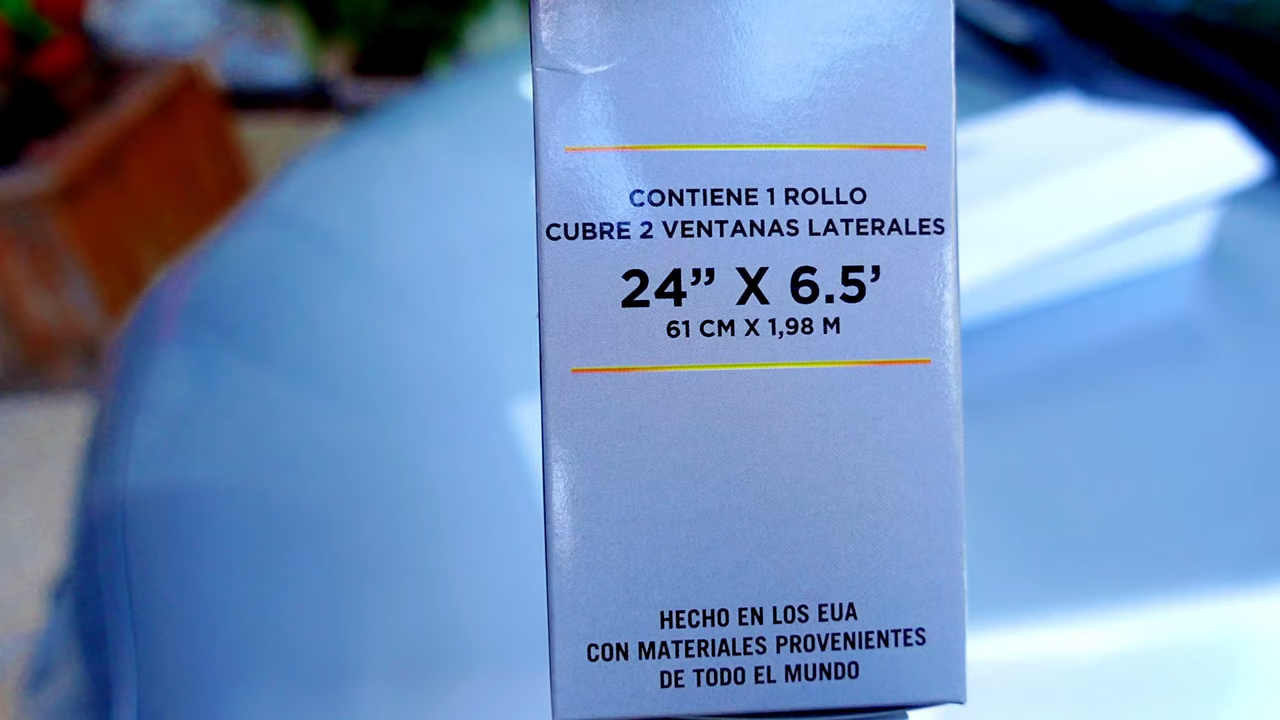 CONTIENE 1 ROLLO
CUBRE 2 VENTANAS LATERALES
24” X 6.5’
61 CM X 1,98 M
HECHO EN LOS EUA
CON MATERIALES PROVENIENTES
DE TODO EL MUNDO